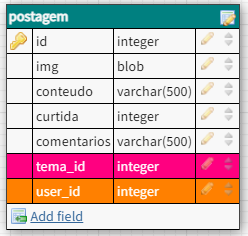 postagem
id integer
img blob
conteudo varchar(500)
curtida integer
comentarios varchar(500)
tema_id integer
user_id integer
Add field